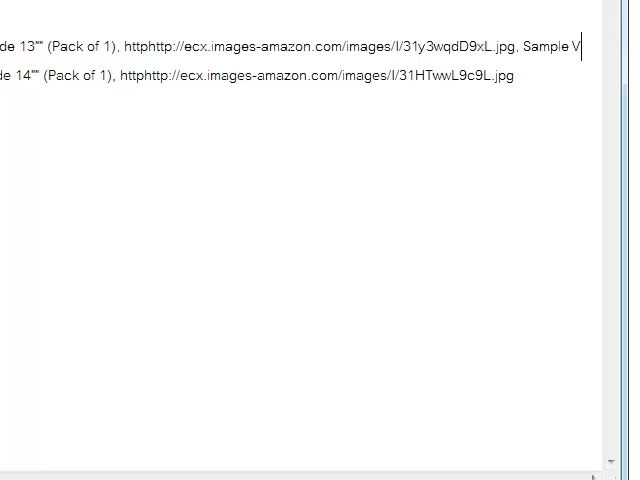 de 13"" (Pack of 1), httphttp://ecx.images-amazon.com/images/I/31y3wqdD9xL.jpg, Sample V
de 14"" (Pack of 1), httphttp://ecx.images-amazon.com/images/I/31HTwwL9c9L.jpg